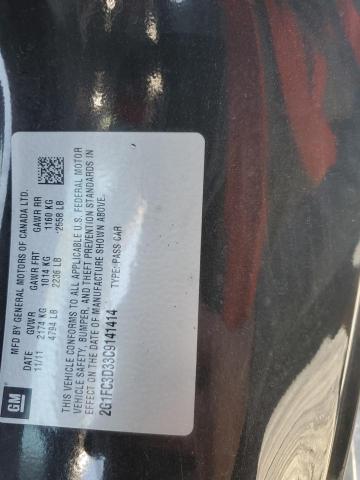 GM
MFD BY GENERAL MOTORS OF CANADA LTD.
DATE GVWR GAWR FRT GAWR RR
11/11 2174 KG 1014 KG 1160 KG
4794 LB 2236 LB 2558 LB
THIS VEHICLE CONFORMS TO ALL APPLICABLE U.S. FEDERAL MOTOR
VEHICLE SAFETY, BUMPER, AND THEFT PREVENTION STANDARDS IN
EFFECT ON THE DATE OF MANUFACTURE SHOWN ABOVE.
2G1FC3D33C9141414 TYPE: PASS CAR